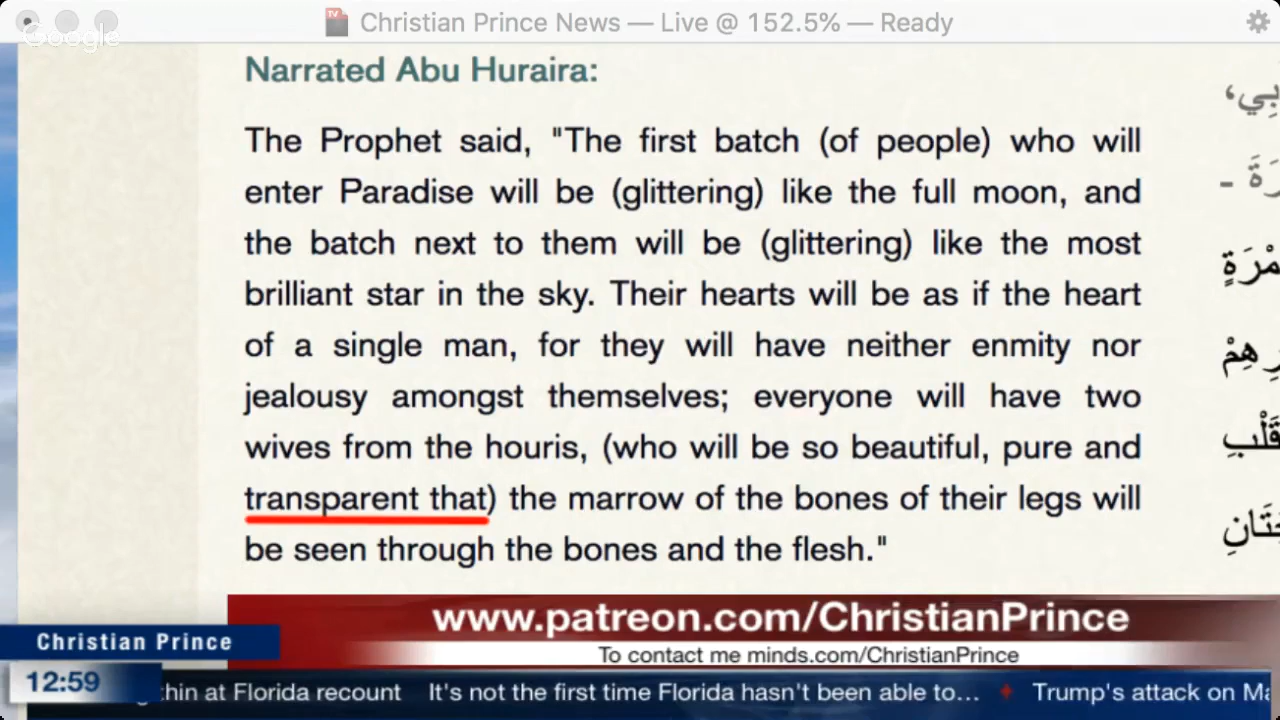 Christian Prince News — Live @ 152.5% — Ready
Google
Narrated Abu Huraira:
The Prophet said, "The first batch (of people) who will
enter Paradise will be (glittering) like the full moon, and
the batch next to them will be (glittering) like the most
brilliant star in the sky. Their hearts will be as if the heart
of a single man, for they will have neither enmity nor
jealousy amongst themselves; everyone will have two
wives from the houris, (who will be so beautiful, pure and
transparent that) the marrow of the bones of their legs will
be seen through the bones and the flesh."
www.patreon.com/ChristianPrince
To contact me minds.com/ChristianPrince
Christian Prince
12:59
at Florida recount It's not the first time Florida hasn't been able to... Trump's attack on